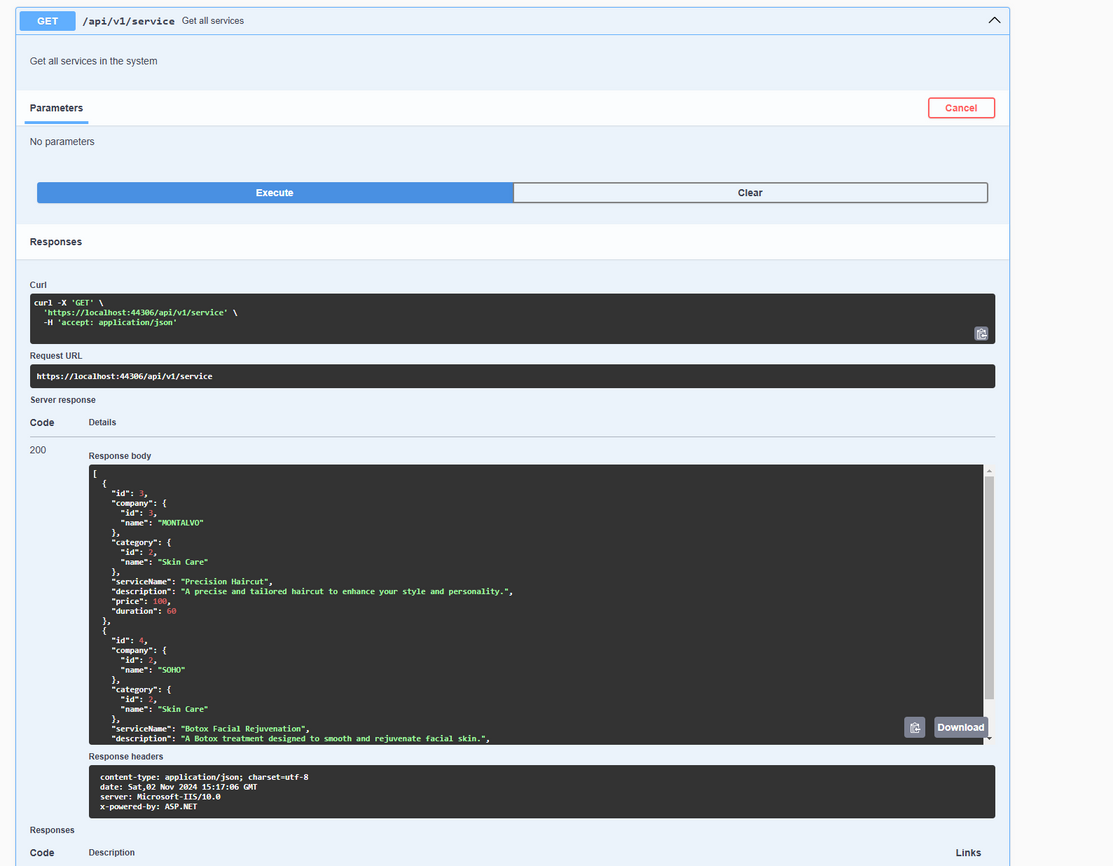 GET /api/v1/service Get all services
Get all services in the system
Parameters
Cancel
No parameters
Execute
Clear
Responses
Curl
curl -X 'GET' \
  'https://localhost:44306/api/v1/service' \
  -H 'accept: application/json'
Request URL
https://localhost:44306/api/v1/service
Server response
Code Details
200
Response body
[
  {
    "id": 3,
    "company": {
      "id": 3,
      "name": "MONTALVO"
    },
    "category": {
      "id": 2,
      "name": "Skin Care"
    },
    "serviceName": "Precision Haircut",
    "description": "A precise and tailored haircut to enhance your style and personality.",
    "price": 100,
    "duration": 60
  },
  {
    "id": 4,
    "company": {
      "id": 2,
      "name": "SOHO"
    },
    "category": {
      "id": 2,
      "name": "Skin Care"
    },
    "serviceName": "Botox Facial Rejuvenation",
    "description": "A Botox treatment designed to smooth and rejuvenate facial skin.",
Download
Response headers
content-type: application/json; charset=utf-8
date: Sat,02 Nov 2024 15:17:06 GMT
server: Microsoft-IIS/10.0
x-powered-by: ASP.NET
Responses
Code Description Links